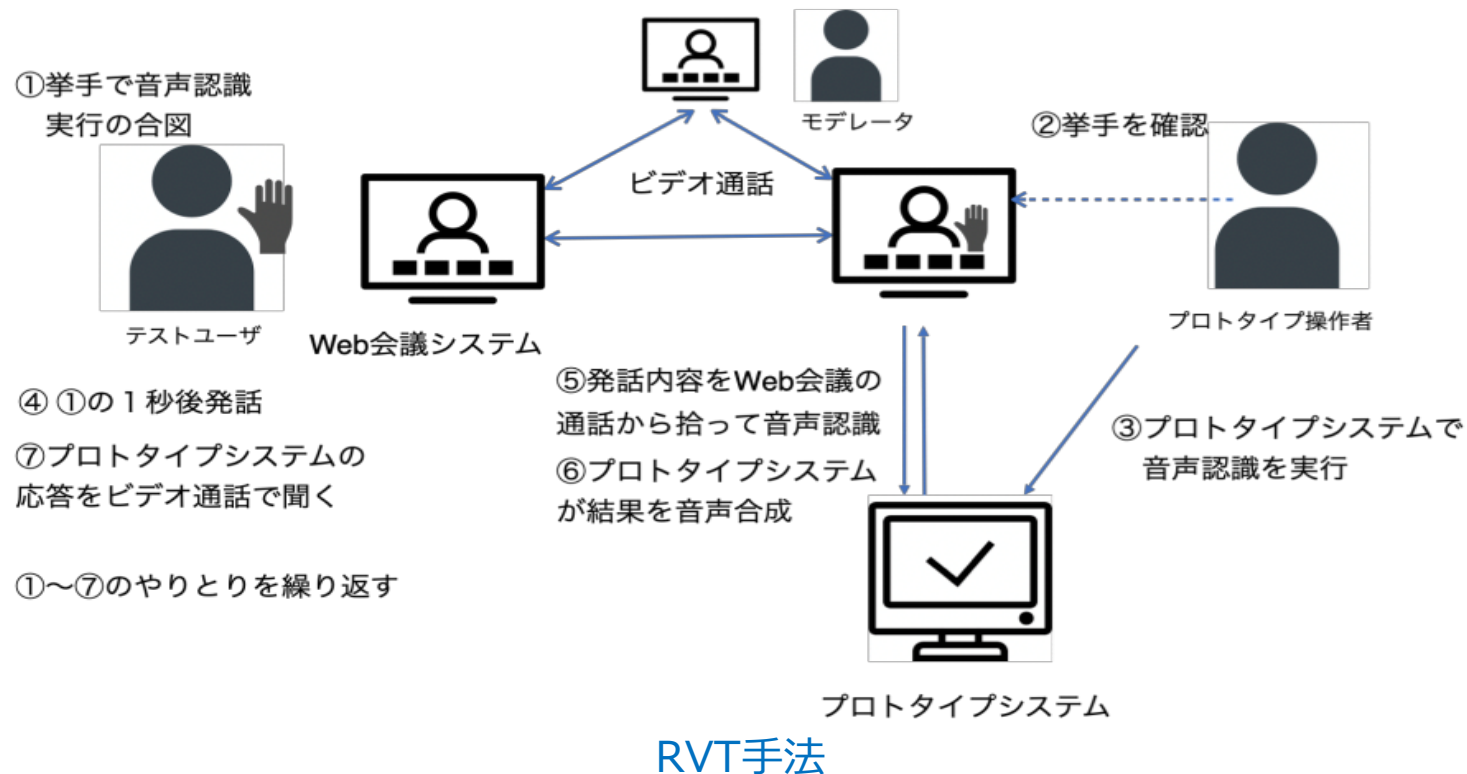 ①挙手で音声認識
実行の合図
テストユーザ
Web会議システム
モデレータ
ビデオ通話
②挙手を確認
プロトタイプ操作者
④ ①の１秒後発話
⑦プロトタイプシステムの
応答をビデオ通話で聞く
①〜⑦のやりとりを繰り返す
⑤発話内容をWeb会議の
通話から拾って音声認識
⑥プロトタイプシステム
が結果を音声合成
③プロトタイプシステムで
音声認識を実行
プロトタイプシステム
RVT手法